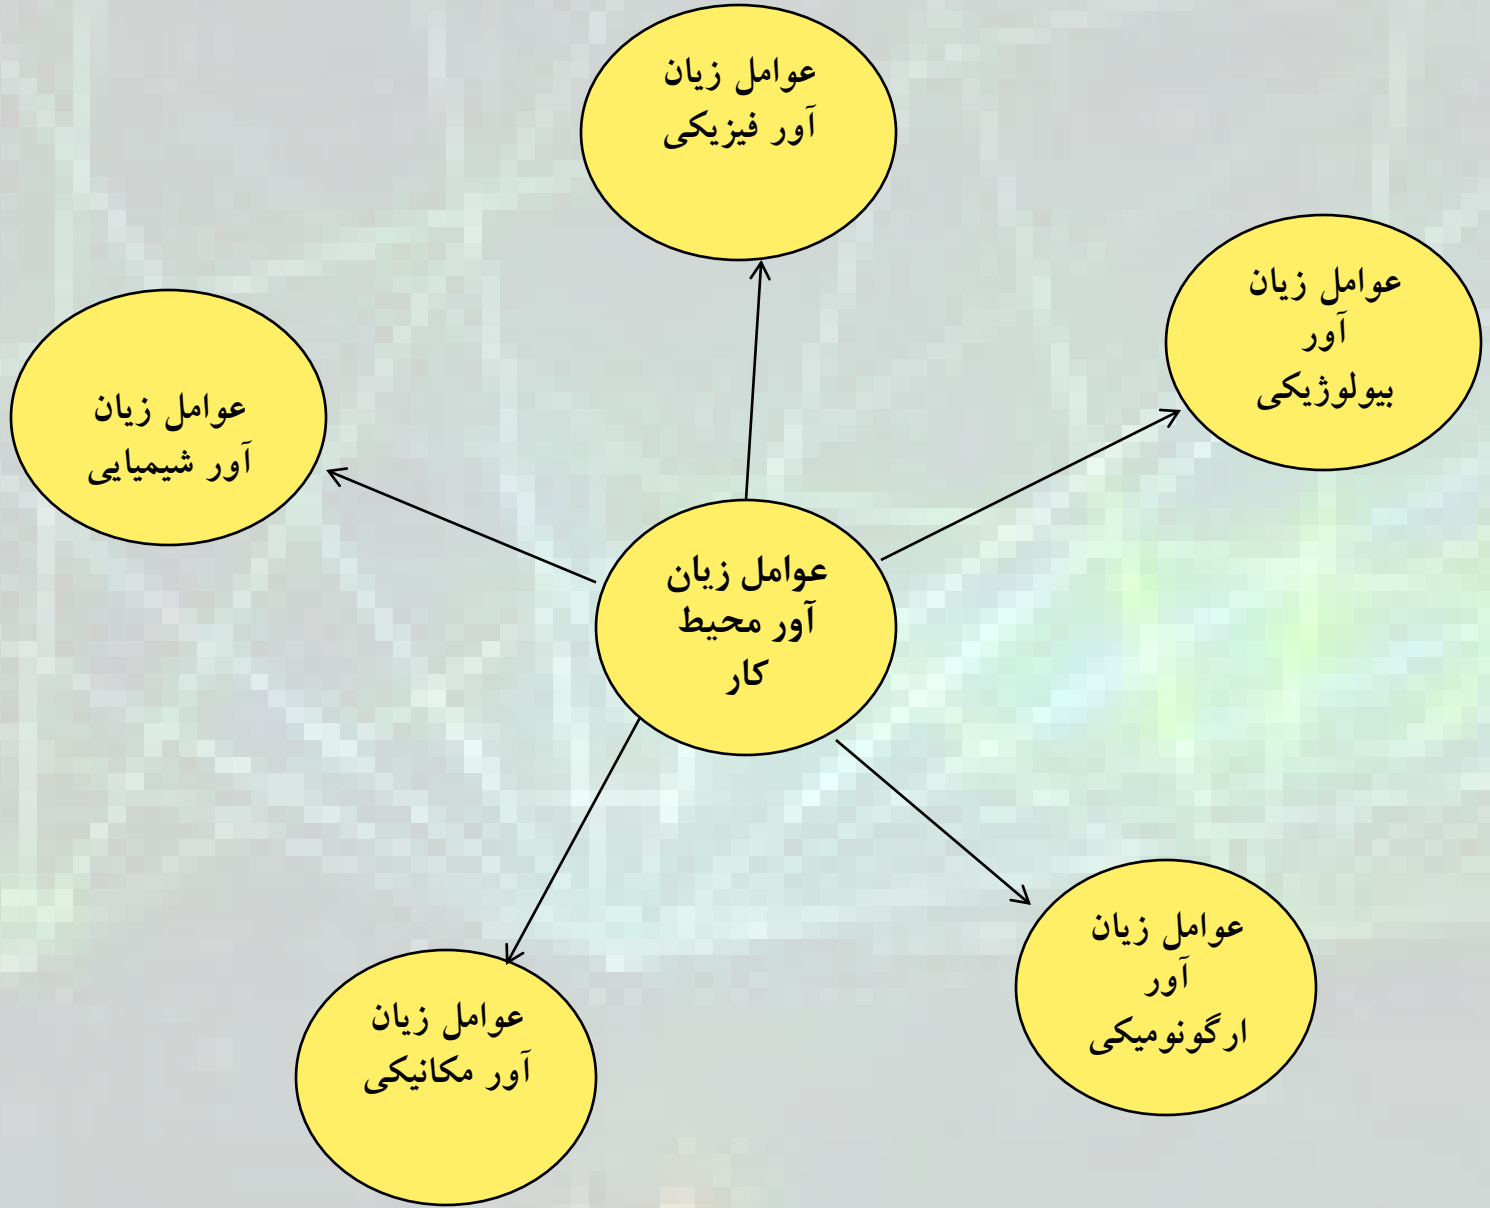 عوامل زیان
آور فیزیکی
عوامل زیان
آور
بیولوژیکی
عوامل زیان
آور شیمیایی
عوامل زیان
آور محیط
کار
عوامل زیان
آور
ارگونومیکی
عوامل زیان
آور مکانیکی